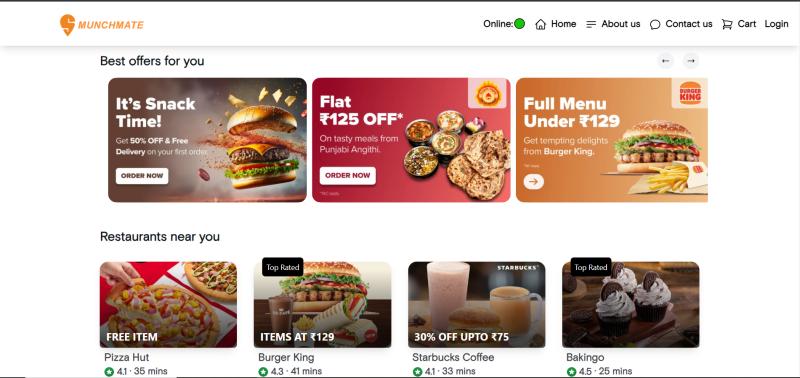 MUNCHMATE
Online: Home About us Contact us Cart Login
Best offers for you
← →
It's Snack
Time!
Get 50% OFF & Free
Delivery on your first order.
ORDER NOW
Flat
₹125 OFF*
On tasty meals from
Punjabi Angithi.
ORDER NOW
*T&C apply
BURGER
KING
Full Menu
Under ₹129
Get tempting delights
from Burger King.
→
Restaurants near you
FREE ITEM
Pizza Hut
4.1 · 35 mins
Top Rated
ITEMS AT ₹129
Burger King
4.3 · 41 mins
STARBUCKS
30% OFF UPTO ₹75
Starbucks Coffee
4.1 · 33 mins
Top Rated
Bakingo
4.5 · 25 mins